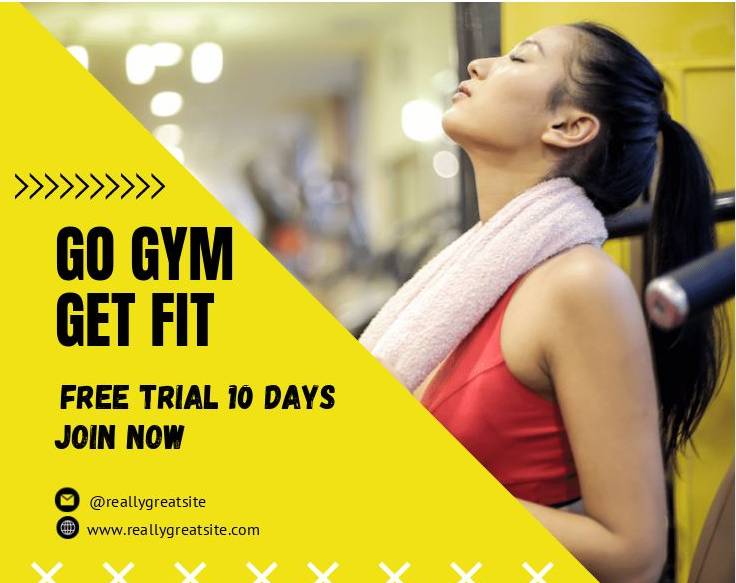 GO GYM
GET FIT
FREE TRIAL 10 DAYS
JOIN NOW
@reallygreatsite
www.reallygreatsite.com